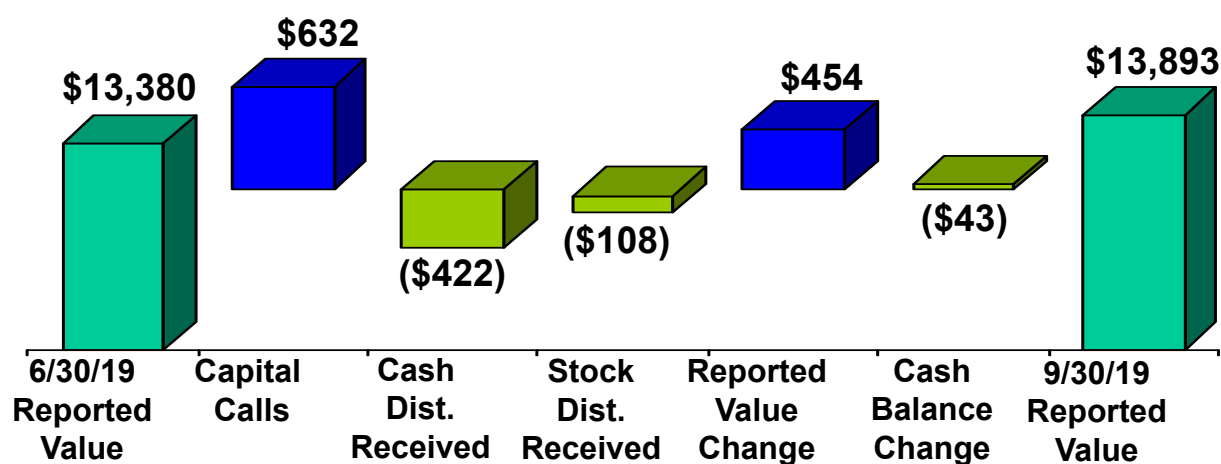 $632
$13,893
$13,380
$454
($43)
($108)
($422)
6/30/19
Reported
Value
Capital
Calls
Cash
Dist.
Received
Stock
Dist.
Received
Reported
Value
Change
Cash
Balance
Change
9/30/19
Reported
Value